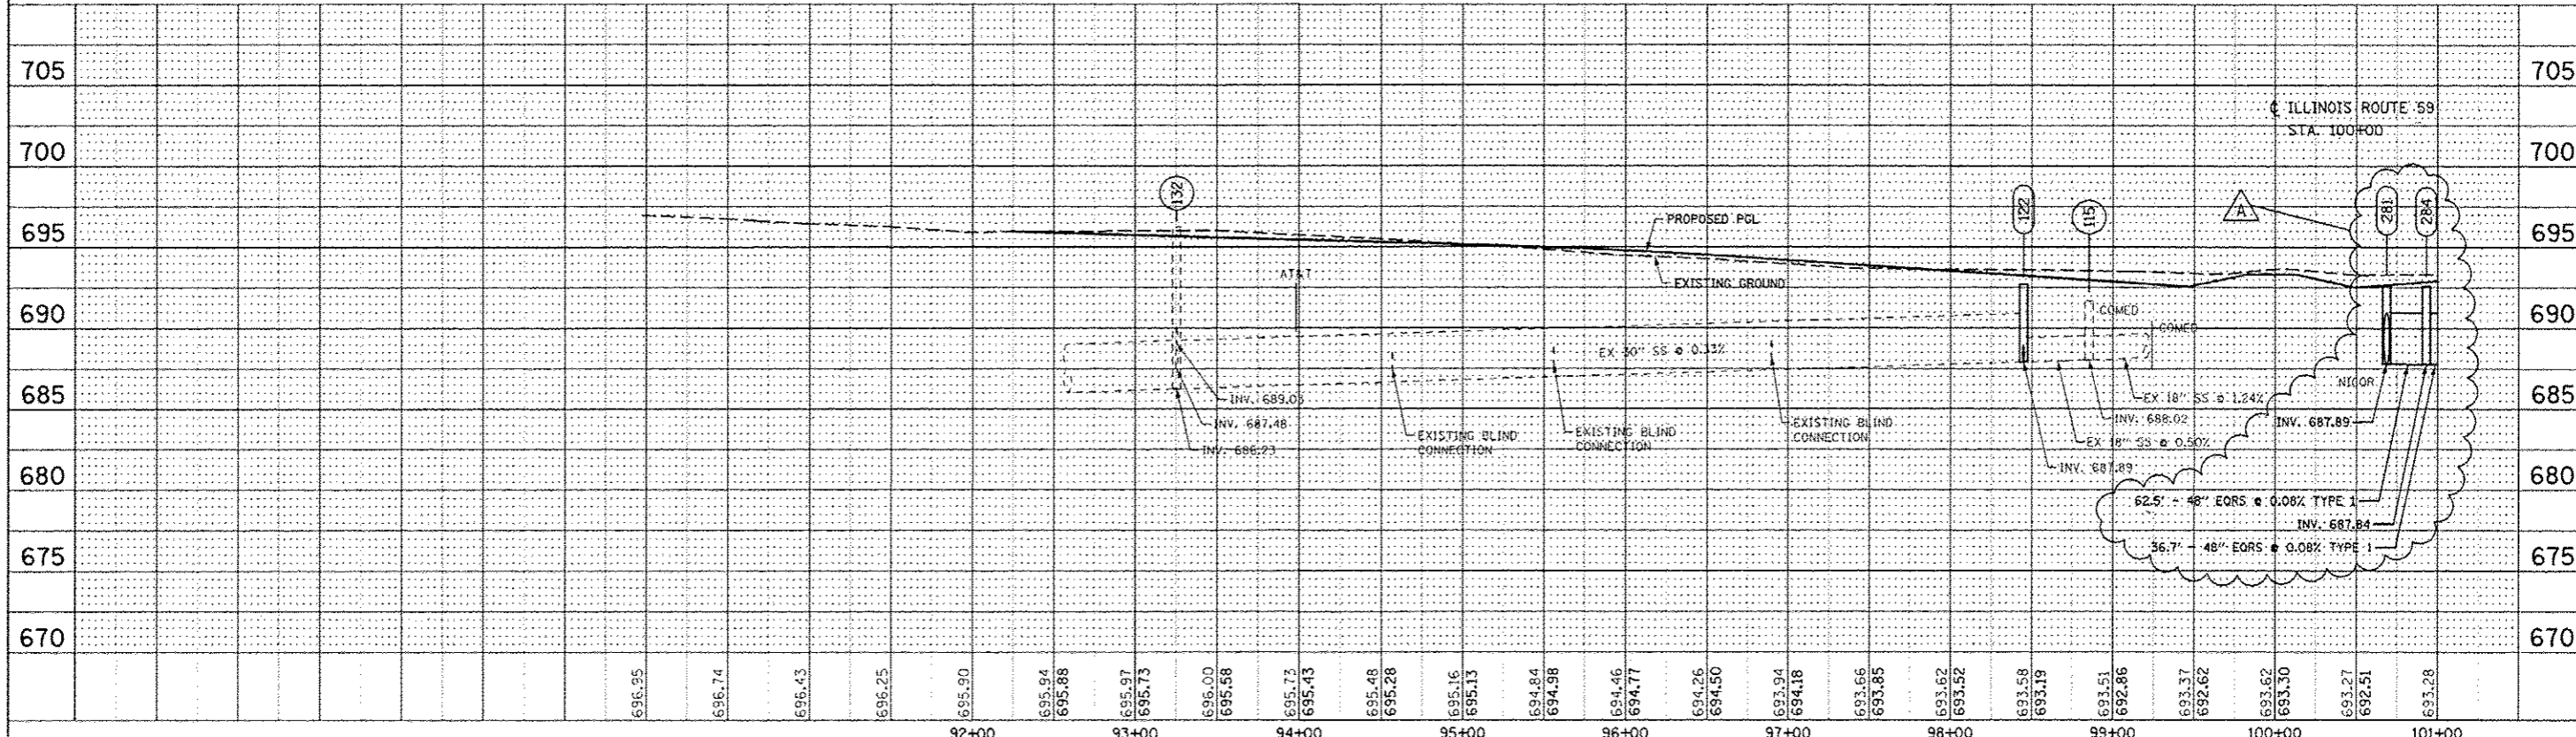 705 705
℄ ILLINOIS ROUTE 59
STA. 100+00
700 700
132
122
115
A
281
284
695 695
PROPOSED PGL
EXISTING GROUND
AT&T
690 690
COMED
COMED
EX 30" SS @ 0.33%
NICOR
685 685
INV. 689.03
INV. 687.48
INV. 686.23
EXISTING BLIND
CONNECTION
EXISTING BLIND
CONNECTION
EXISTING BLIND
CONNECTION
EX 18" SS @ 1.24%
INV. 688.02
EX 18" SS @ 0.50%
INV. 687.89
INV. 687.89
680 680
62.5' - 48" EQRS @ 0.08% TYPE 1
INV. 687.84
36.7' - 48" EQRS @ 0.08% TYPE 1
675 675
670 670
696.95
696.74
696.43
696.25
695.90
695.94
695.88
695.97
695.73
696.00
695.58
695.73
695.43
695.48
695.28
695.16
695.13
694.84
694.98
694.46
694.77
694.26
694.50
693.94
694.18
693.66
693.85
693.62
693.52
693.58
693.19
693.51
692.86
693.37
692.62
693.62
693.30
693.27
692.51
693.28
92+00 93+00 94+00 95+00 96+00 97+00 98+00 99+00 100+00 101+00